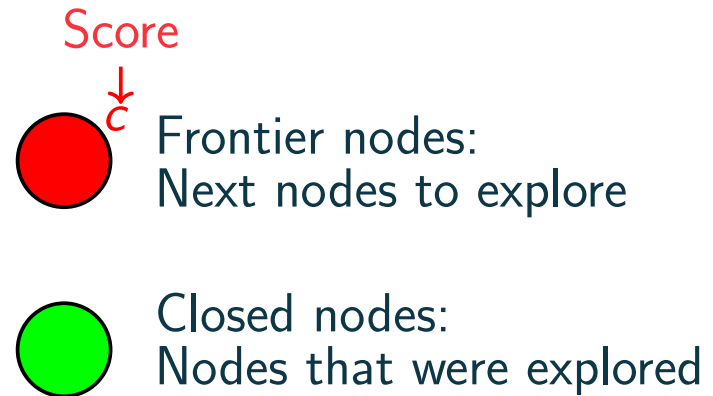 Score
↓
c
Frontier nodes:
Next nodes to explore
Closed nodes:
Nodes that were explored